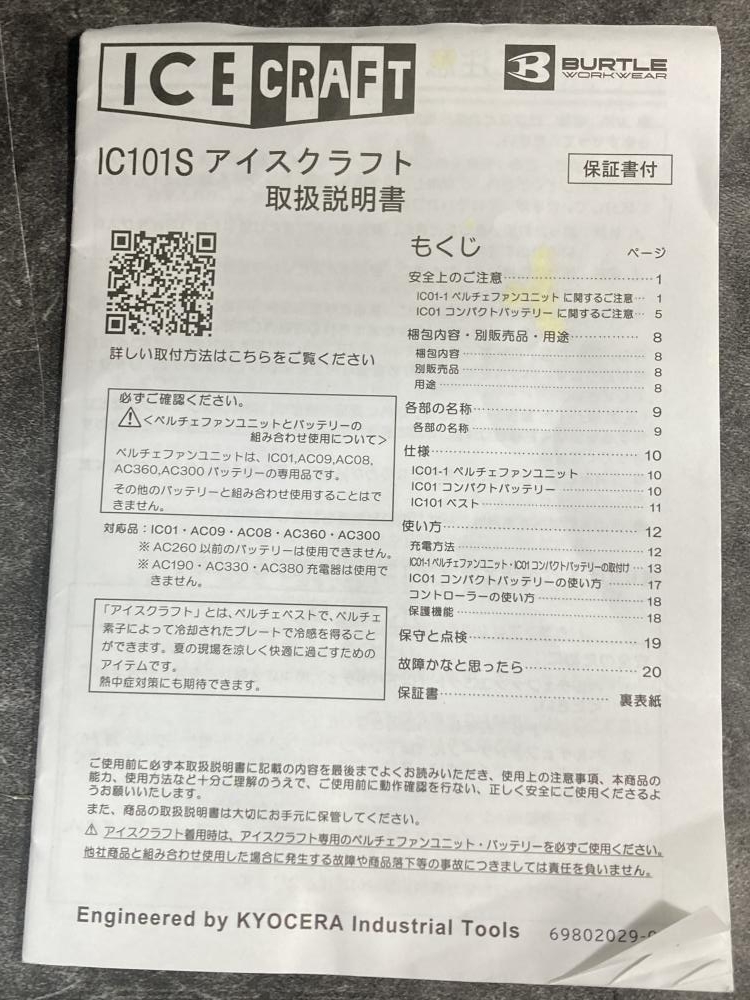 ICE CRAFT
BURTLE
WORKWEAR
IC101S アイスクラフト
取扱説明書
保証書付
詳しい取付方法はこちらをご覧ください
必ずご確認ください。
<ペルチェファンユニットとバッテリーの
組み合わせ使用について>
ペルチェファンユニットは、IC01,AC09,AC08,
AC360,AC300 バッテリーの専用品です。
その他のバッテリーと組み合わせ使用することはで
きません。
対応品：IC01・AC09・AC08・AC360・AC300
※ AC260 以前のバッテリーは使用できません。
※ AC190・AC330・AC380 充電器は使用で
きません。
「アイスクラフト」とは、ペルチェベストで、ペルチェ
素子によって冷却されたプレートで冷感を得ること
ができます。夏の現場を涼しく快適に過ごすための
アイテムです。
熱中症対策にも期待できます。
もくじ ページ
安全上のご注意 1
IC01-1 ペルチェファンユニット に関するご注意 1
IC01 コンパクトバッテリー に関するご注意 5
梱包内容・別販売品・用途 8
梱包内容 8
別販売品 8
用途 8
各部の名称 9
各部の名称 9
仕様 10
IC01-1 ペルチェファンユニット 10
IC01 コンパクトバッテリー 10
IC101 ベスト 11
使い方 12
充電方法 12
IC01-1 ペルチェファンユニット・IC01 コンパクトバッテリーの取付け 13
IC01 コンパクトバッテリーの使い方 17
コントローラーの使い方 18
保護機能 18
保守と点検 19
故障かなと思ったら 20
保証書 裏表紙
ご使用前に必ず本取扱説明書に記載の内容を最後までよくお読みいただき、使用上の注意事項、本商品の
能力、使用方法など十分ご理解のうえで、ご使用前に動作確認を行ない、正しく安全にご使用くださるよ
うお願いいたします。
また、商品の取扱説明書は大切にお手元に保管してください。
⚠ アイスクラフト着用時は、アイスクラフト専用のペルチェファンユニット・バッテリーを必ずご使用ください。
他社商品と組み合わせ使用した場合に発生する故障や商品落下等の事故につきましては責任を負いません。
Engineered by KYOCERA Industrial Tools
69802029-